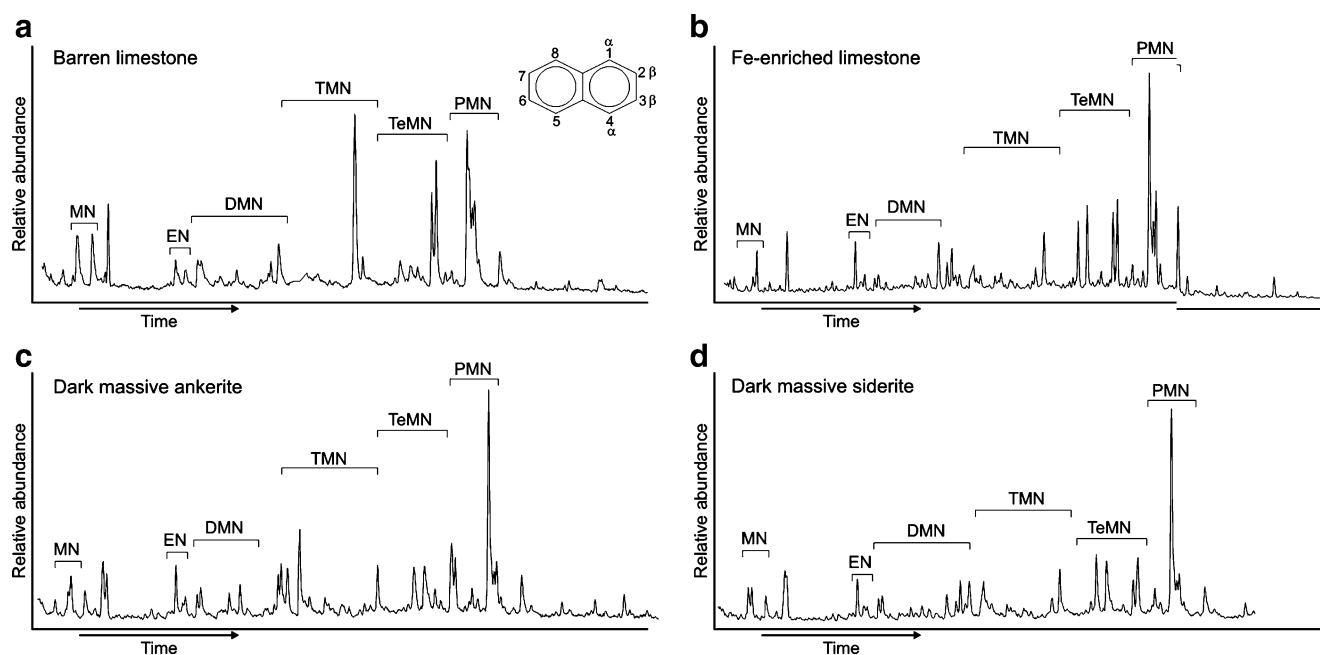 a
Barren limestone
Relative abundance
MN
EN
DMN
TMN
TeMN
PMN
α
8 1
7 2 β
6 3 β
5 4
α
Time
b
Fe-enriched limestone
Relative abundance
MN
EN
DMN
TMN
TeMN
PMN
Time
c
Dark massive ankerite
Relative abundance
MN
EN
DMN
TMN
TeMN
PMN
Time
d
Dark massive siderite
Relative abundance
MN
EN
DMN
TMN
TeMN
PMN
Time